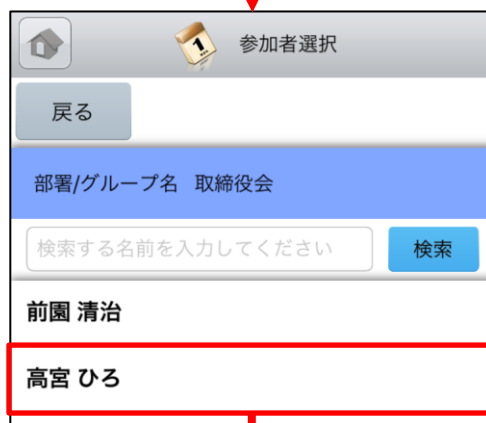 1
参加者選択
戻る
部署/グループ名 取締役会
検索する名前を入力してください 検索
前園 清治
高宮 ひろ